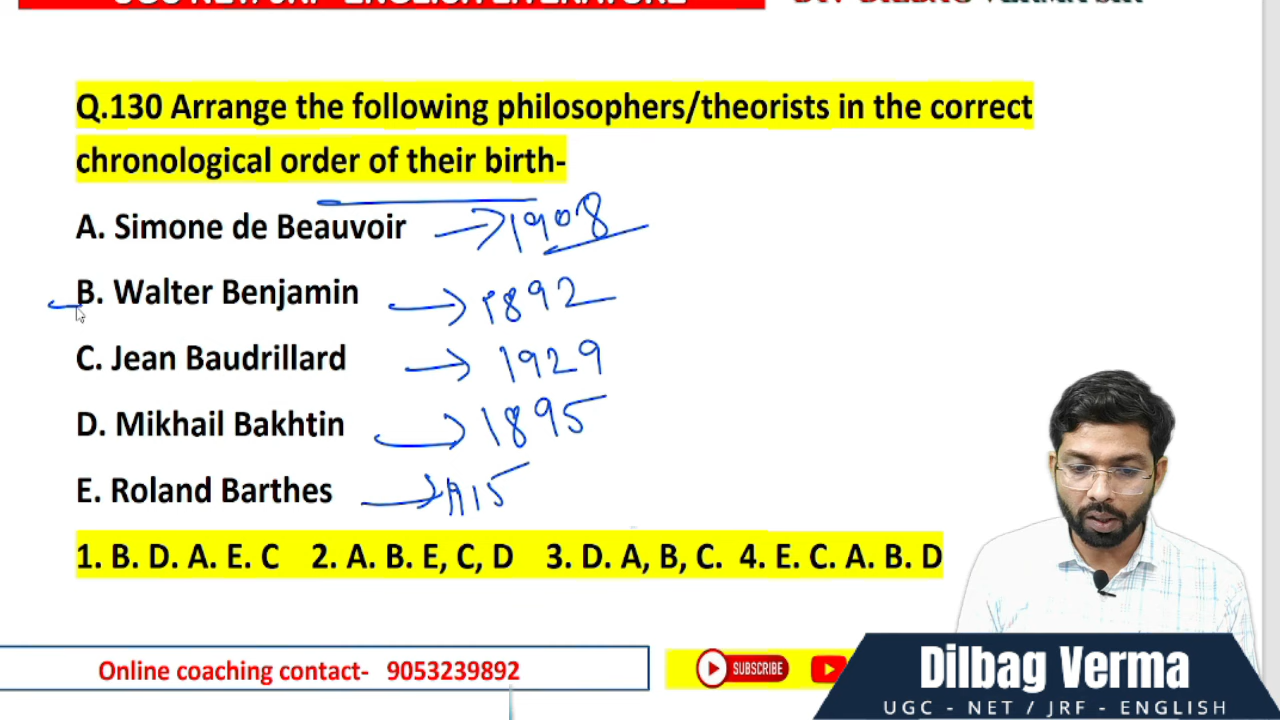 Q.130 Arrange the following philosophers/theorists in the correct
chronological order of their birth-
A. Simone de Beauvoir 1908
B. Walter Benjamin 1892
C. Jean Baudrillard 1929
D. Mikhail Bakhtin 1895
E. Roland Barthes
1. B. D. A. E. C 2. A. B. E, C, D 3. D. A, B, C. 4. E. C. A. B. D
Online coaching contact- 9053239892
SUBSCRIBE
Dilbag Verma
UGC - NET / JRF - ENGLISH